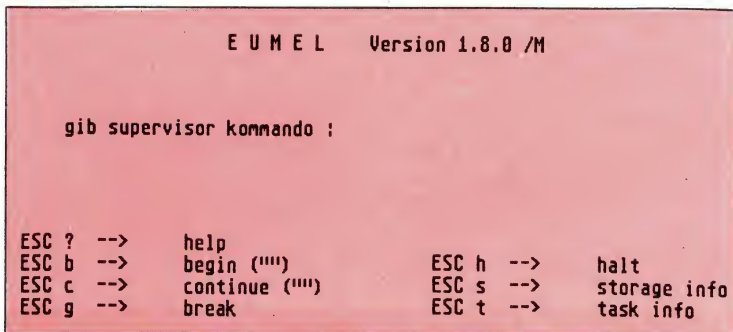 E U M E L Version 1.8.0 /M
gib supervisor kommando :
ESC ? --> help
ESC b --> begin ("") ESC h --> halt
ESC c --> continue ("") ESC s --> storage info
ESC g --> break ESC t --> task info